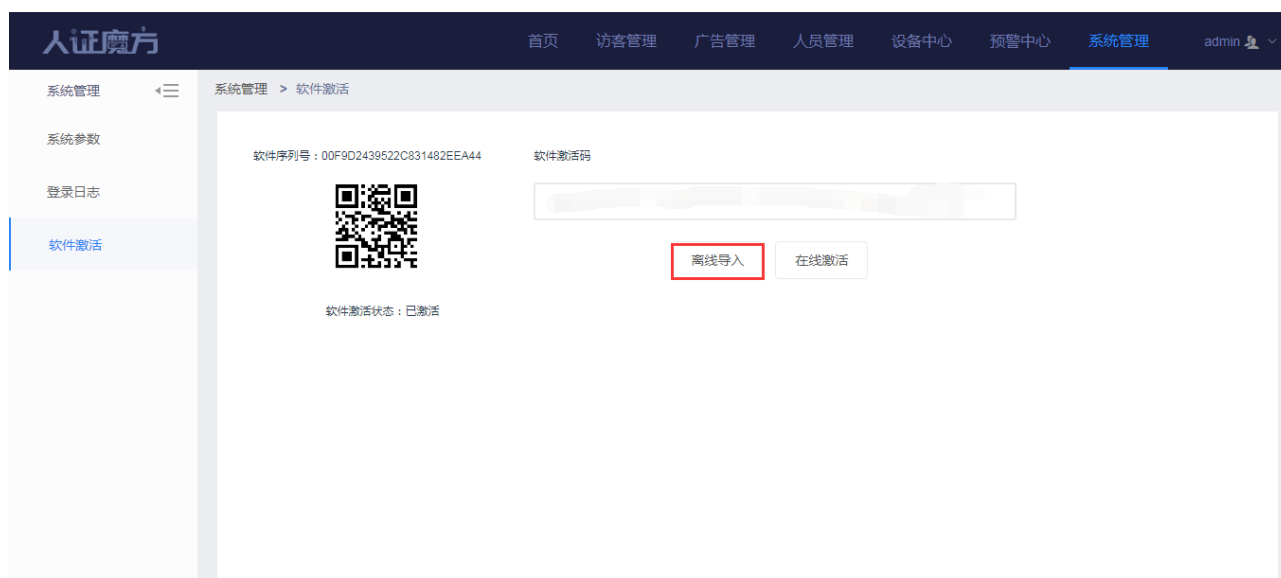 人证魔方
首页 访客管理 广告管理 人员管理 设备中心 预警中心 系统管理 admin
系统管理
系统管理 > 软件激活
系统参数
登录日志
软件激活
软件序列号：00F9D2439522C831482EEA44
软件激活码
离线导入 在线激活
软件激活状态：已激活